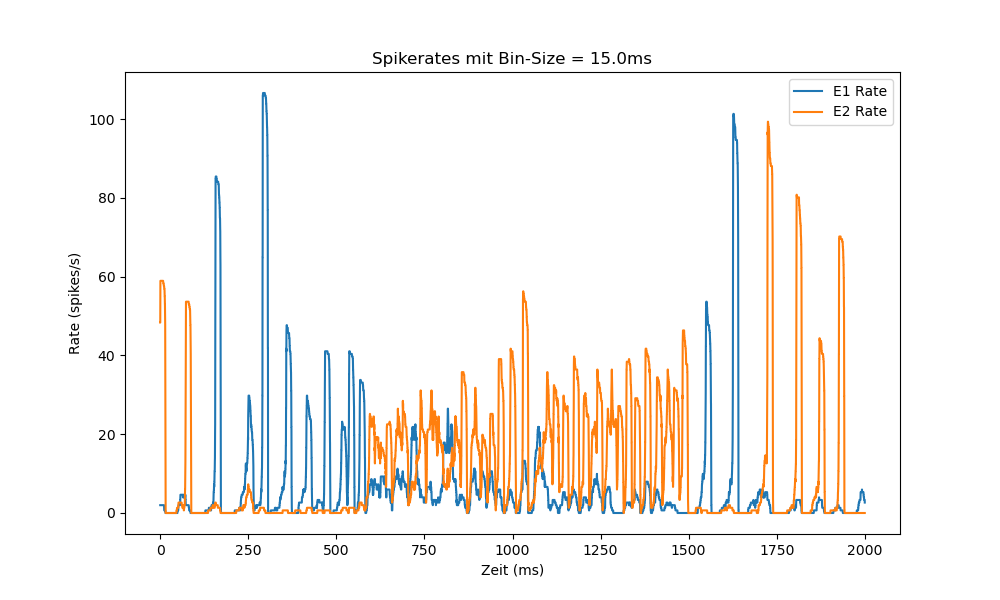 Spikerates mit Bin-Size = 15.0ms
E1 Rate
E2 Rate
100
80
60
40
20
0
Rate (spikes/s)
0 250 500 750 1000 1250 1500 1750 2000
Zeit (ms)